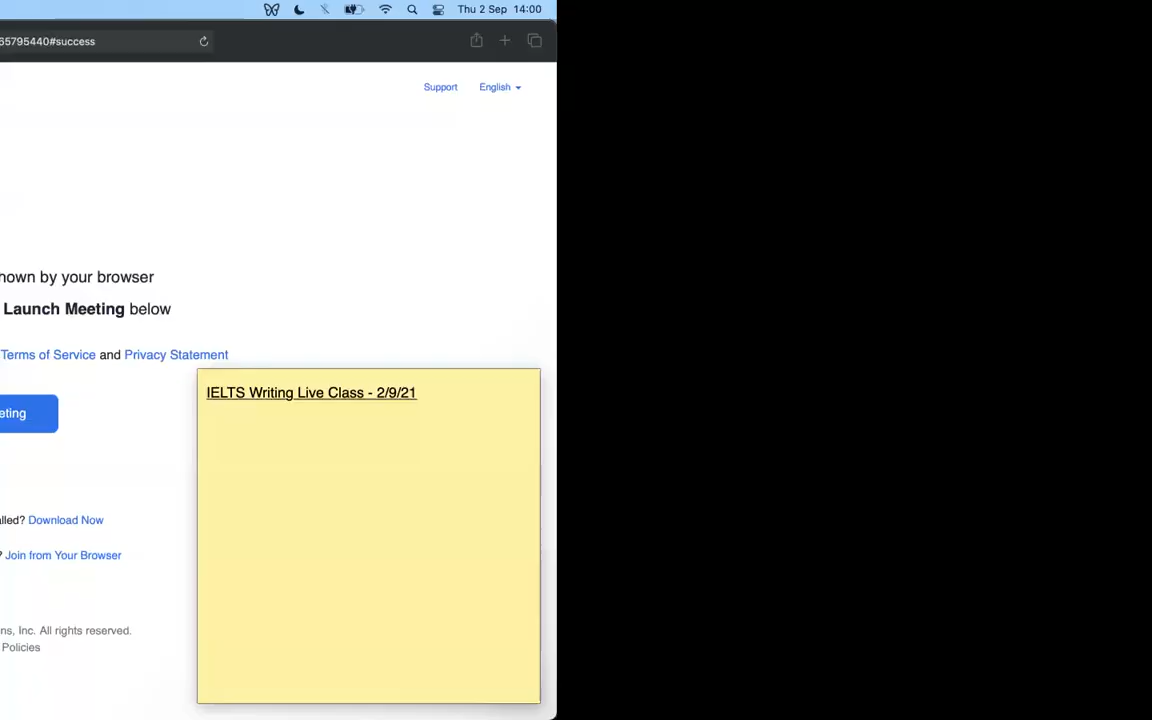 Thu 2 Sep 14:00
65795440#success
Support English
hown by your browser
Launch Meeting below
Terms of Service and Privacy Statement
eting
IELTS Writing Live Class - 2/9/21
alled? Download Now
? Join from Your Browser
ns, Inc. All rights reserved.
Policies